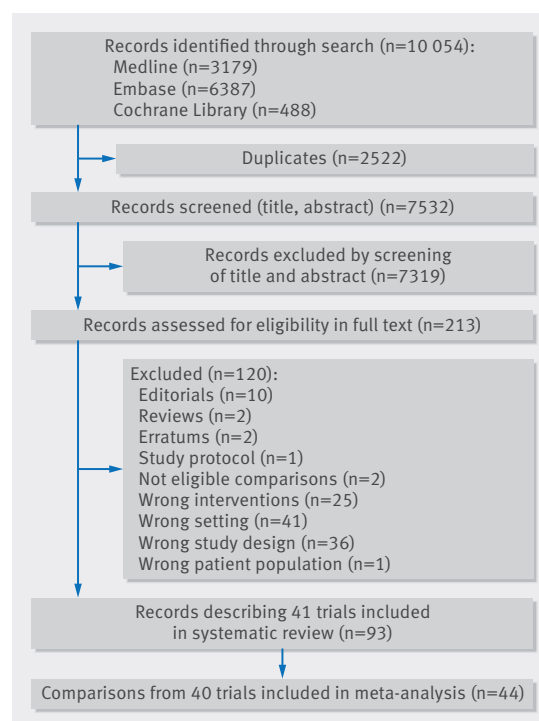 Records identified through search (n=10 054):
Medline (n=3179)
Embase (n=6387)
Cochrane Library (n=488)
Duplicates (n=2522)
Records screened (title, abstract) (n=7532)
Records excluded by screening
of title and abstract (n=7319)
Records assessed for eligibility in full text (n=213)
Excluded (n=120):
Editorials (n=10)
Reviews (n=2)
Erratums (n=2)
Study protocol (n=1)
Not eligible comparisons (n=2)
Wrong interventions (n=25)
Wrong setting (n=41)
Wrong study design (n=36)
Wrong patient population (n=1)
Records describing 41 trials included
in systematic review (n=93)
Comparisons from 40 trials included in meta-analysis (n=44)